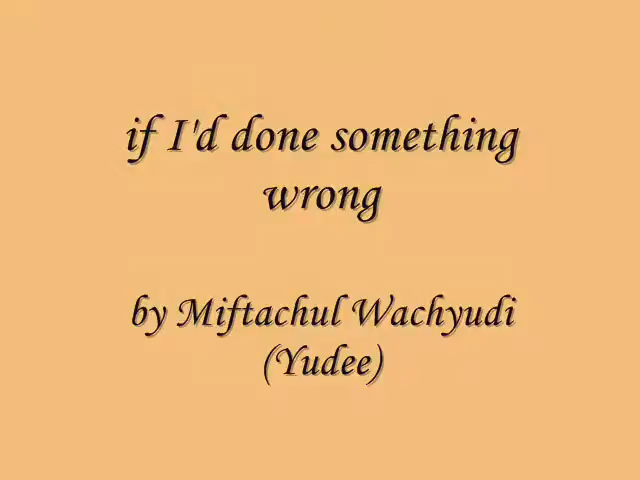 if I'd done something
wrong
by Miftachul Wachyudi
(Yudee)